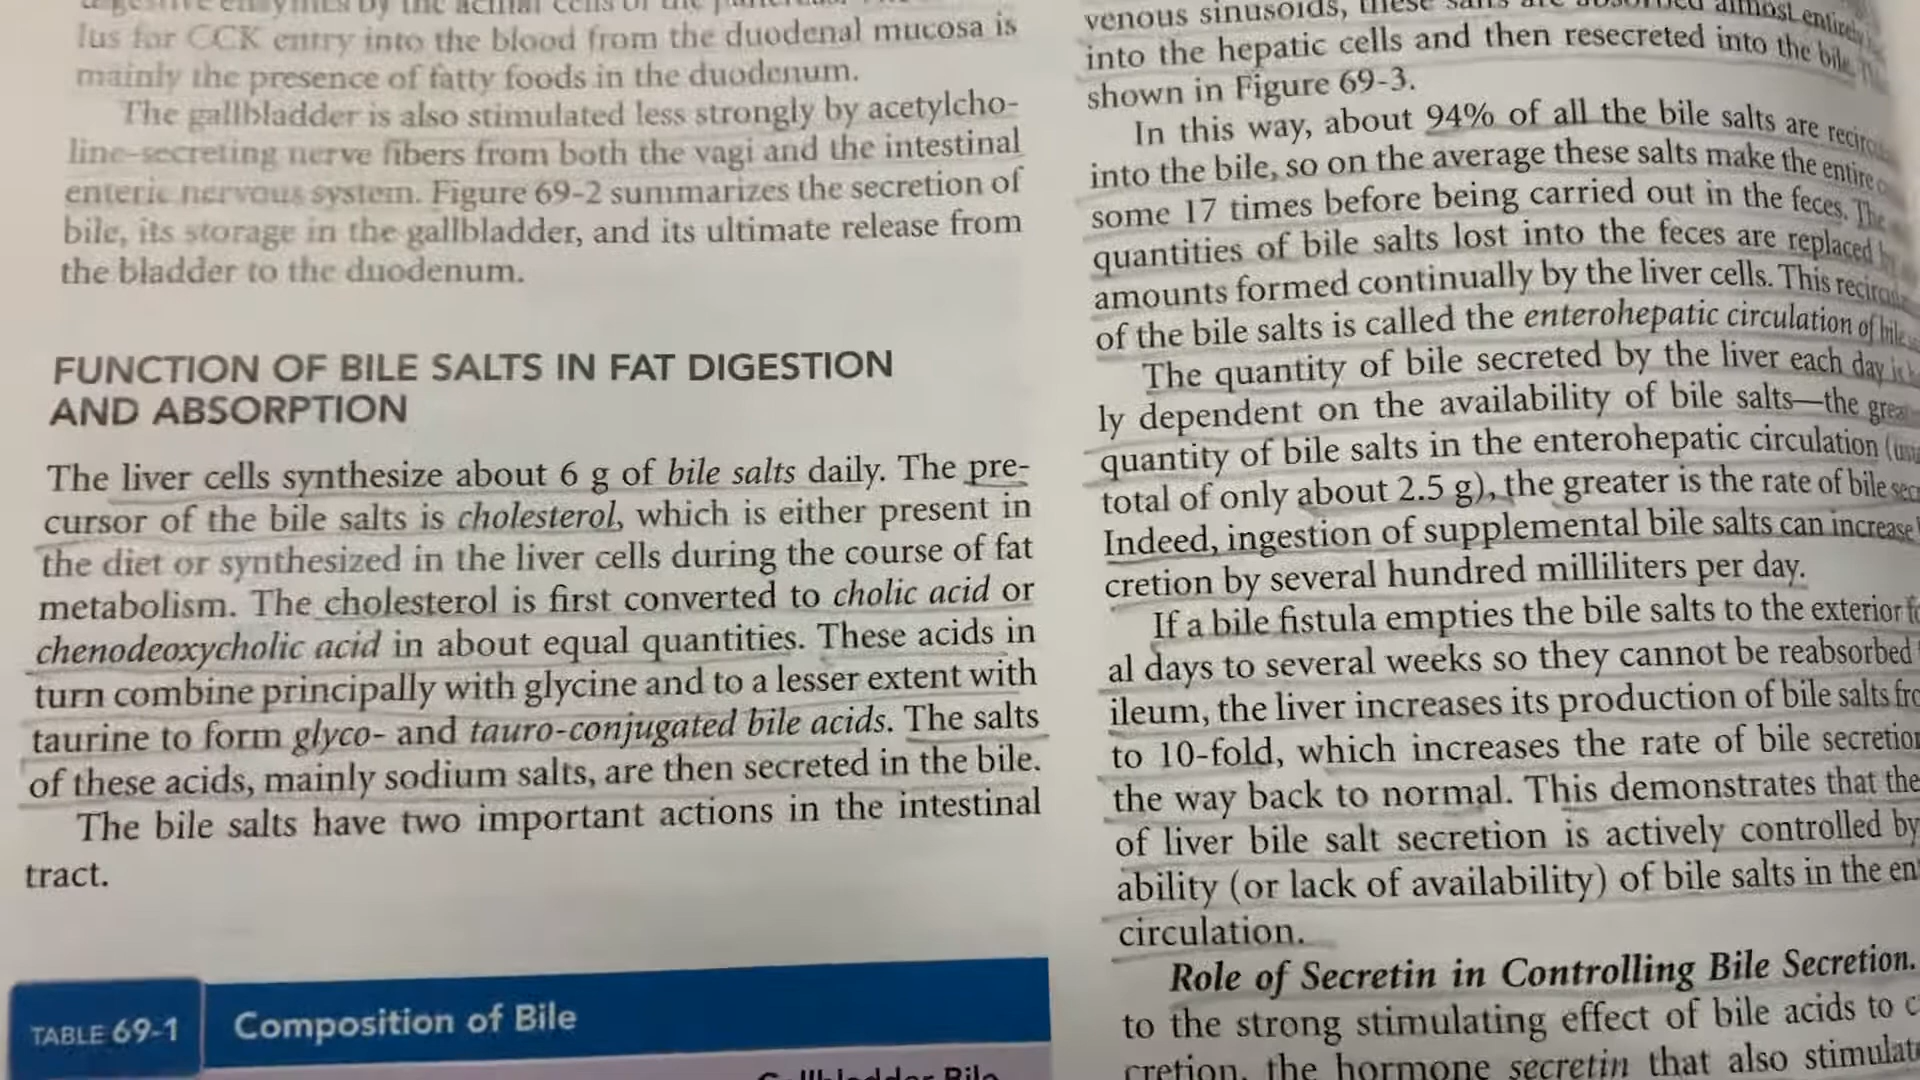 lus for CCK entry into the blood from the duodenal mucosa is
mainly the presence of fatty foods in the duodenum.
The gallbladder is also stimulated less strongly by acetylcho-
line-secreting nerve fibers from both the vagi and the intestinal
enteric nervous system. Figure 69-2 summarizes the secretion of
bile, its storage in the gallbladder, and its ultimate release from
the bladder to the duodenum.
FUNCTION OF BILE SALTS IN FAT DIGESTION
AND ABSORPTION
The liver cells synthesize about 6 g of bile salts daily. The pre-
cursor of the bile salts is cholesterol, which is either present in
the diet or synthesized in the liver cells during the course of fat
metabolism. The cholesterol is first converted to cholic acid or
chenodeoxycholic acid in about equal quantities. These acids in
turn combine principally with glycine and to a lesser extent with
taurine to form glyco- and tauro-conjugated bile acids. The salts
of these acids, mainly sodium salts, are then secreted in the bile.
The bile salts have two important actions in the intestinal
tract.
TABLE 69-1 Composition of Bile
Gallbladder Bile
venous sinusoids, these salts are absorbed almost entirely
into the hepatic cells and then resecreted into the bile.
shown in Figure 69-3.
In this way, about 94% of all the bile salts are
into the bile, so on the average these salts make the entire
some 17 times before being carried out in the feces. The
quantities of bile salts lost into the feces are replaced
amounts formed continually by the liver cells. This
of the bile salts is called the enterohepatic circulation of
The quantity of bile secreted by the liver each day is
ly dependent on the availability of bile salts—the
quantity of bile salts in the enterohepatic circulation
total of only about 2.5 g), the greater is the rate of bile
Indeed, ingestion of supplemental bile salts can increase
cretion by several hundred milliliters per day.
If a bile fistula empties the bile salts to the exterior
al days to several weeks so they cannot be reabsorbed
ileum, the liver increases its production of bile salts
to 10-fold, which increases the rate of bile
the way back to normal. This demonstrates that the
of liver bile salt secretion is actively controlled by
ability (or lack of availability) of bile salts in the
circulation.
Role of Secretin in Controlling Bile Secretion.
to the strong stimulating effect of bile acids to
cretion, the hormone secretin that also